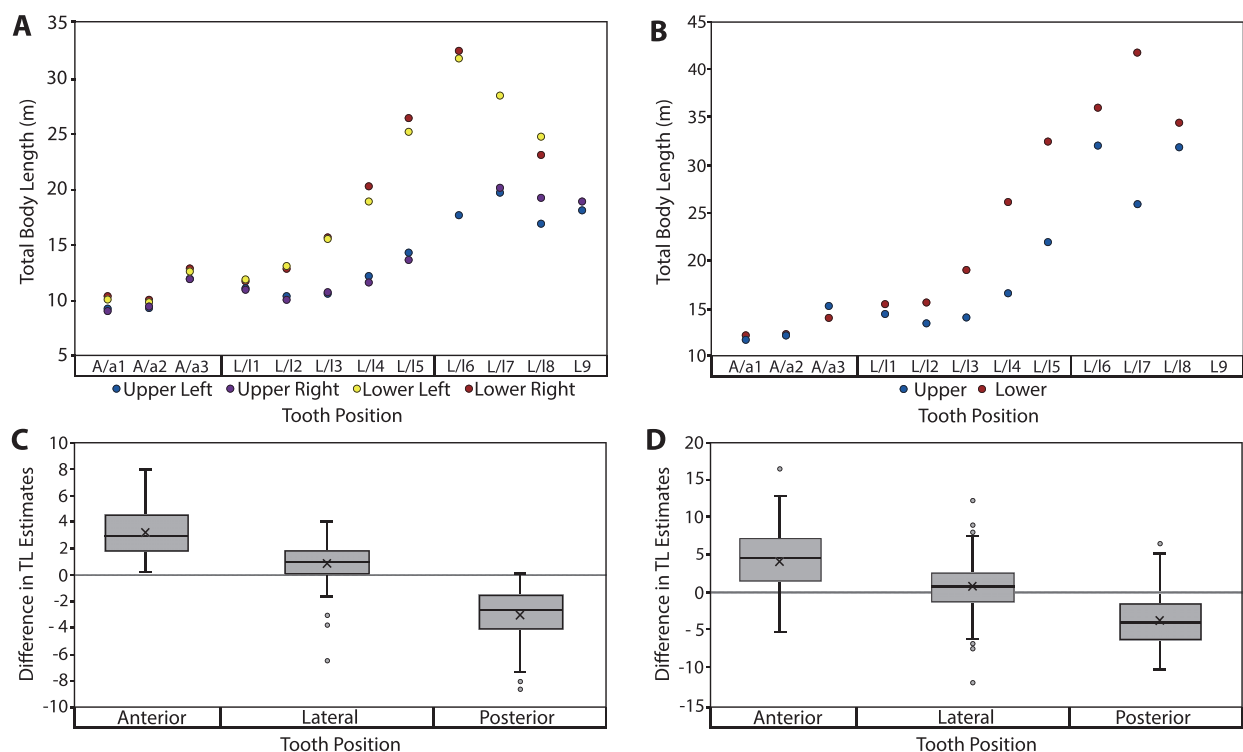 A
35
30
25
20
15
10
5
Total Body Length (m)
A/a1 A/a2 A/a3 L/l1 L/l2 L/l3 L/l4 L/l5 L/l6 L/l7 L/l8 L9
Upper Left Upper Right Lower Left Lower Right
Tooth Position
B
45
40
35
30
25
20
15
10
Total Body Length (m)
A/a1 A/a2 A/a3 L/l1 L/l2 L/l3 L/l4 L/l5 L/l6 L/l7 L/l8 L9
Upper Lower
Tooth Position
C
10
8
6
4
2
0
-2
-4
-6
-8
-10
Difference in TL Estimates
Anterior Lateral Posterior
Tooth Position
D
20
15
10
5
0
-5
-10
-15
Difference in TL Estimates
Anterior Lateral Posterior
Tooth Position